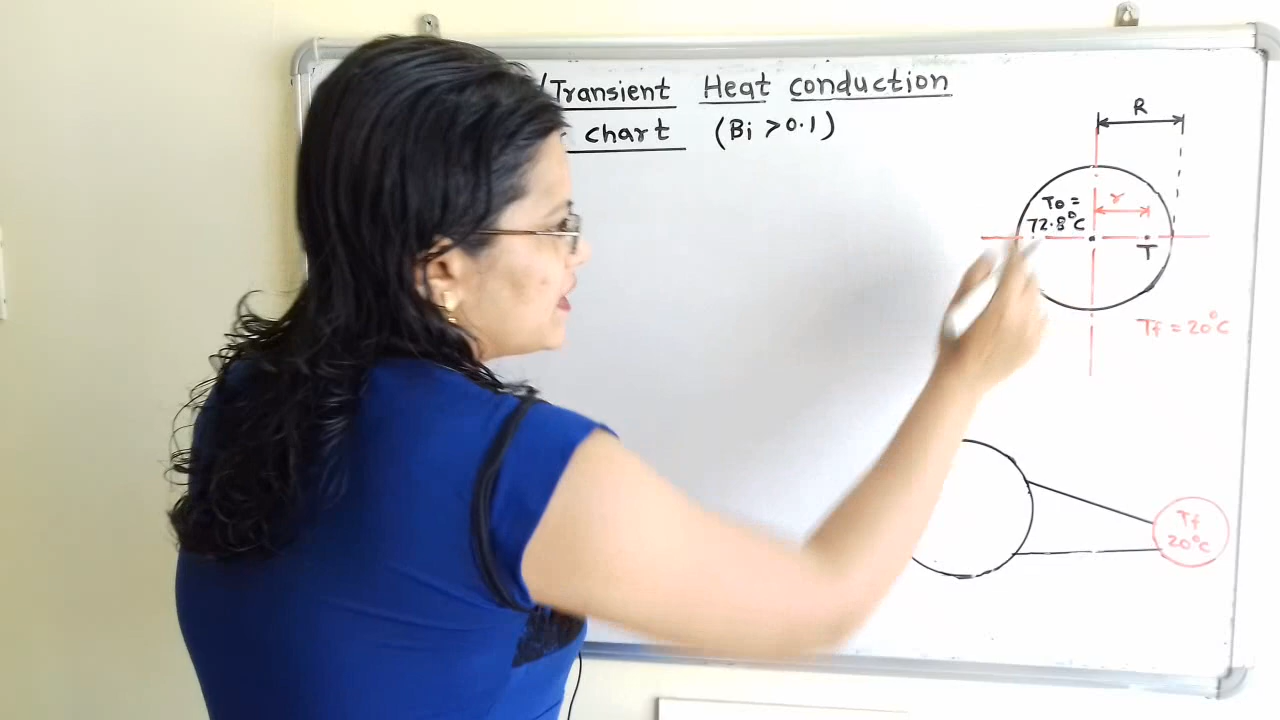 /Transient Heat conduction
chart (Bi > 0.1)
R
To =
72.8°C
r
T
Tf = 20°C
Tf
20°C